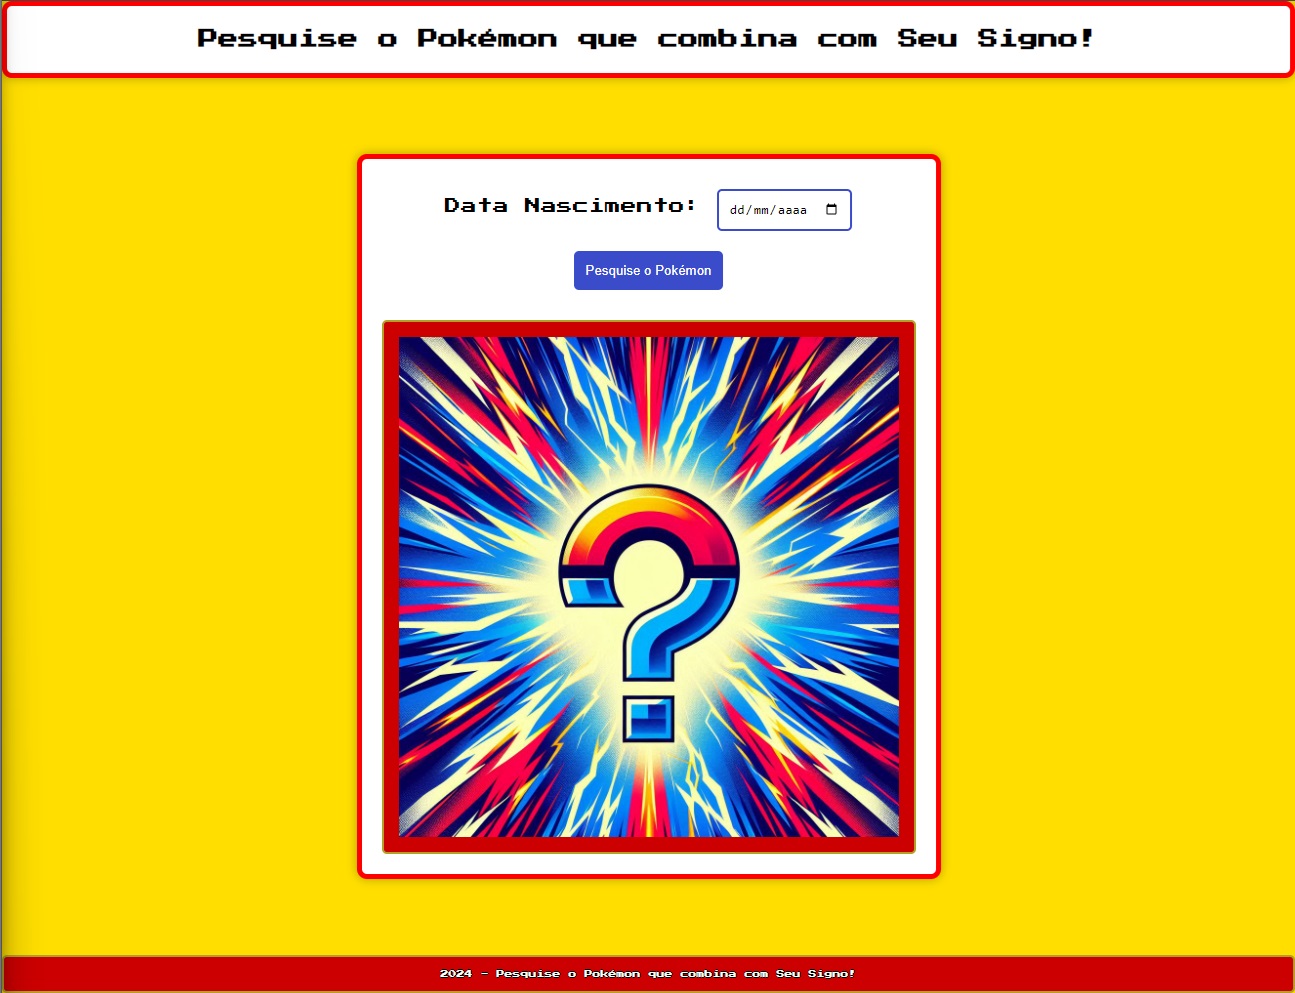 Pesquise o Pokémon que combina com Seu Signo!
Data Nascimento: dd/mm/aaaa
Pesquise o Pokémon
?
2024 - Pesquise o Pokémon que combina com Seu Signo!